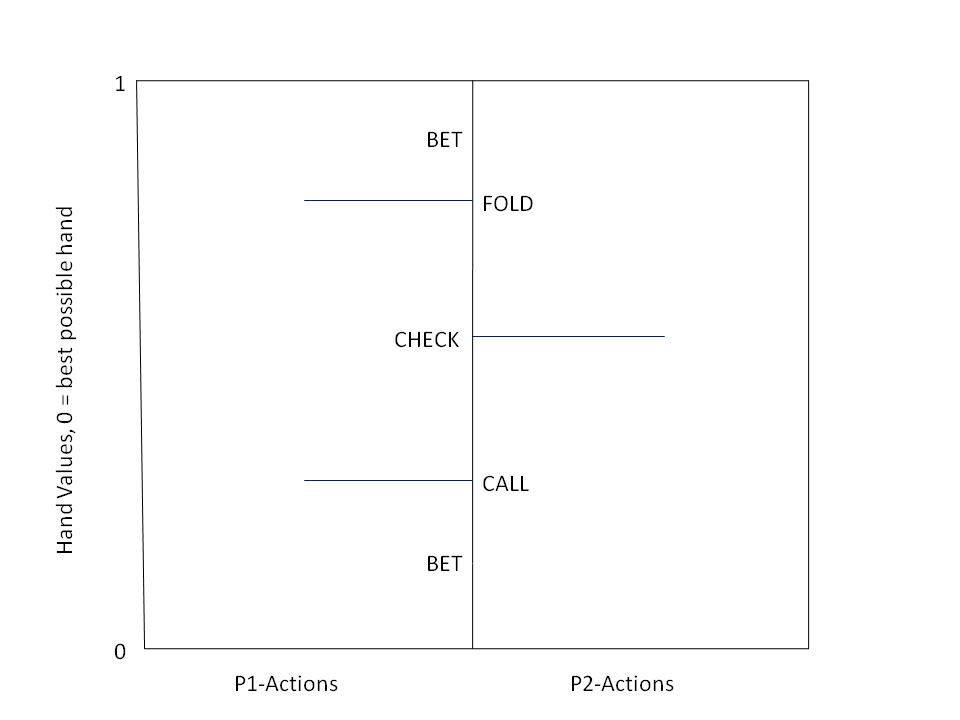 1
BET
FOLD
CHECK
CALL
BET
0
Hand Values, 0 = best possible hand
P1-Actions
P2-Actions